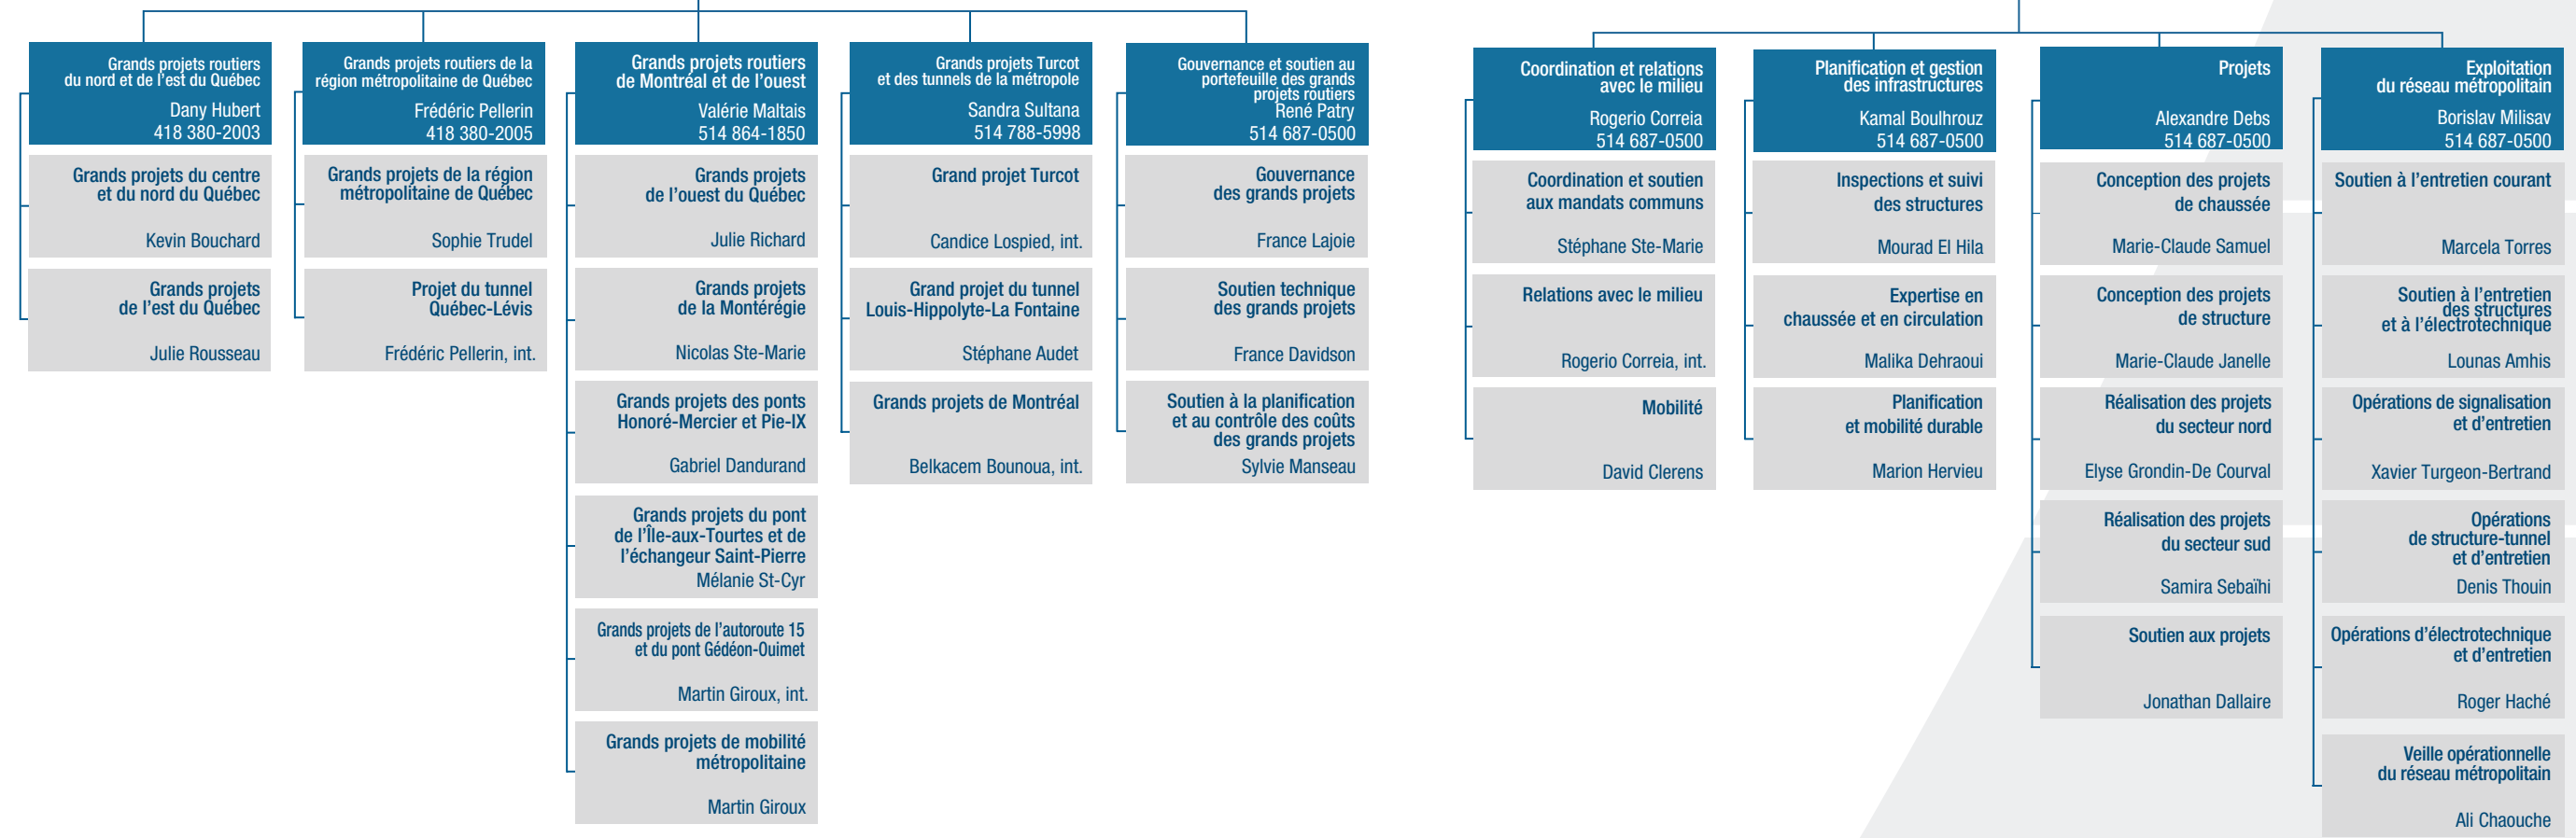 Grands projets routiers
du nord et de l'est du Québec
Dany Hubert
418 380-2003
Grands projets du centre
et du nord du Québec
Kevin Bouchard
Grands projets
de l'est du Québec
Julie Rousseau
Grands projets routiers de la
région métropolitaine de Québec
Frédéric Pellerin
418 380-2005
Grands projets de la région
métropolitaine de Québec
Sophie Trudel
Projet du tunnel
Québec-Lévis
Frédéric Pellerin, int.
Grands projets routiers
de Montréal et de l'ouest
Valérie Maltais
514 864-1850
Grands projets
de l'ouest du Québec
Julie Richard
Grands projets
de la Montérégie
Nicolas Ste-Marie
Grands projets des ponts
Honoré-Mercier et Pie-IX
Gabriel Dandurand
Grands projets du pont
de l'Île-aux-Tourtes et de
l'échangeur Saint-Pierre
Mélanie St-Cyr
Grands projets de l'autoroute 15
et du pont Gédéon-Ouimet
Martin Giroux, int.
Grands projets de mobilité
métropolitaine
Martin Giroux
Grands projets Turcot
et des tunnels de la métropole
Sandra Sultana
514 788-5998
Grand projet Turcot
Candice Lospied, int.
Grand projet du tunnel
Louis-Hippolyte-La Fontaine
Stéphane Audet
Grands projets de Montréal
Belkacem Bounoua, int.
Gouvernance et soutien au
portefeuille des grands
projets routiers
René Patry
514 687-0500
Gouvernance
des grands projets
France Lajoie
Soutien technique
des grands projets
France Davidson
Soutien à la planification
et au contrôle des coûts
des grands projets
Sylvie Manseau
Coordination et relations
avec le milieu
Rogerio Correia
514 687-0500
Coordination et soutien
aux mandats communs
Stéphane Ste-Marie
Relations avec le milieu
Rogerio Correia, int.
Mobilité
David Clerens
Planification et gestion
des infrastructures
Kamal Boulhrouz
514 687-0500
Inspections et suivi
des structures
Mourad El Hila
Expertise en
chaussée et en circulation
Malika Dehraoui
Planification
et mobilité durable
Marion Hervieu
Projets
Alexandre Debs
514 687-0500
Conception des projets
de chaussée
Marie-Claude Samuel
Conception des projets
de structure
Marie-Claude Janelle
Réalisation des projets
du secteur nord
Elyse Grondin-De Courval
Réalisation des projets
du secteur sud
Samira Sebaïhi
Soutien aux projets
Jonathan Dallaire
Exploitation
du réseau métropolitain
Borislav Milisav
514 687-0500
Soutien à l'entretien courant
Marcela Torres
Soutien à l'entretien
des structures
et à l'électrotechnique
Lounas Amhis
Opérations de signalisation
et d'entretien
Xavier Turgeon-Bertrand
Opérations
de structure-tunnel
et d'entretien
Denis Thouin
Opérations d'électrotechnique
et d'entretien
Roger Haché
Veille opérationnelle
du réseau métropolitain
Ali Chaouche